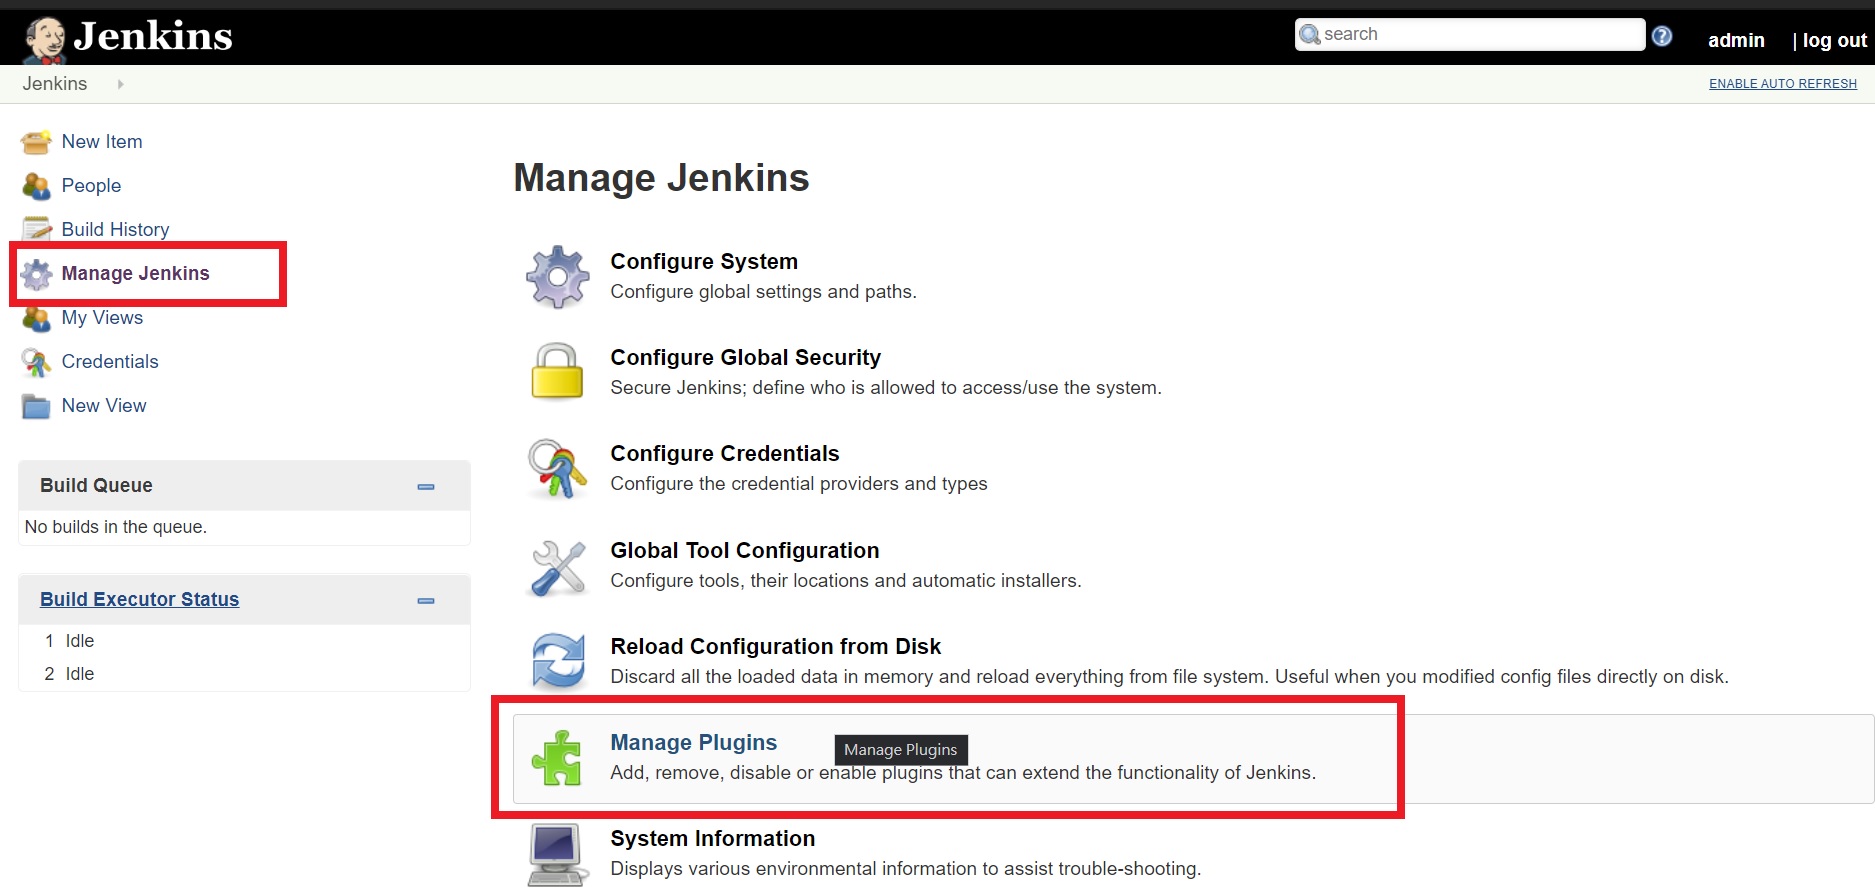 Jenkins
search
admin
| log out
Jenkins
ENABLE AUTO REFRESH
New Item
People
Build History
Manage Jenkins
My Views
Credentials
New View
Build Queue
No builds in the queue.
Build Executor Status
1 Idle
2 Idle
Manage Jenkins
Configure System
Configure global settings and paths.
Configure Global Security
Secure Jenkins; define who is allowed to access/use the system.
Configure Credentials
Configure the credential providers and types
Global Tool Configuration
Configure tools, their locations and automatic installers.
Reload Configuration from Disk
Discard all the loaded data in memory and reload everything from file system. Useful when you modified config files directly on disk.
Manage Plugins
Manage Plugins
Add, remove, disable or enable plugins that can extend the functionality of Jenkins.
System Information
Displays various environmental information to assist trouble-shooting.